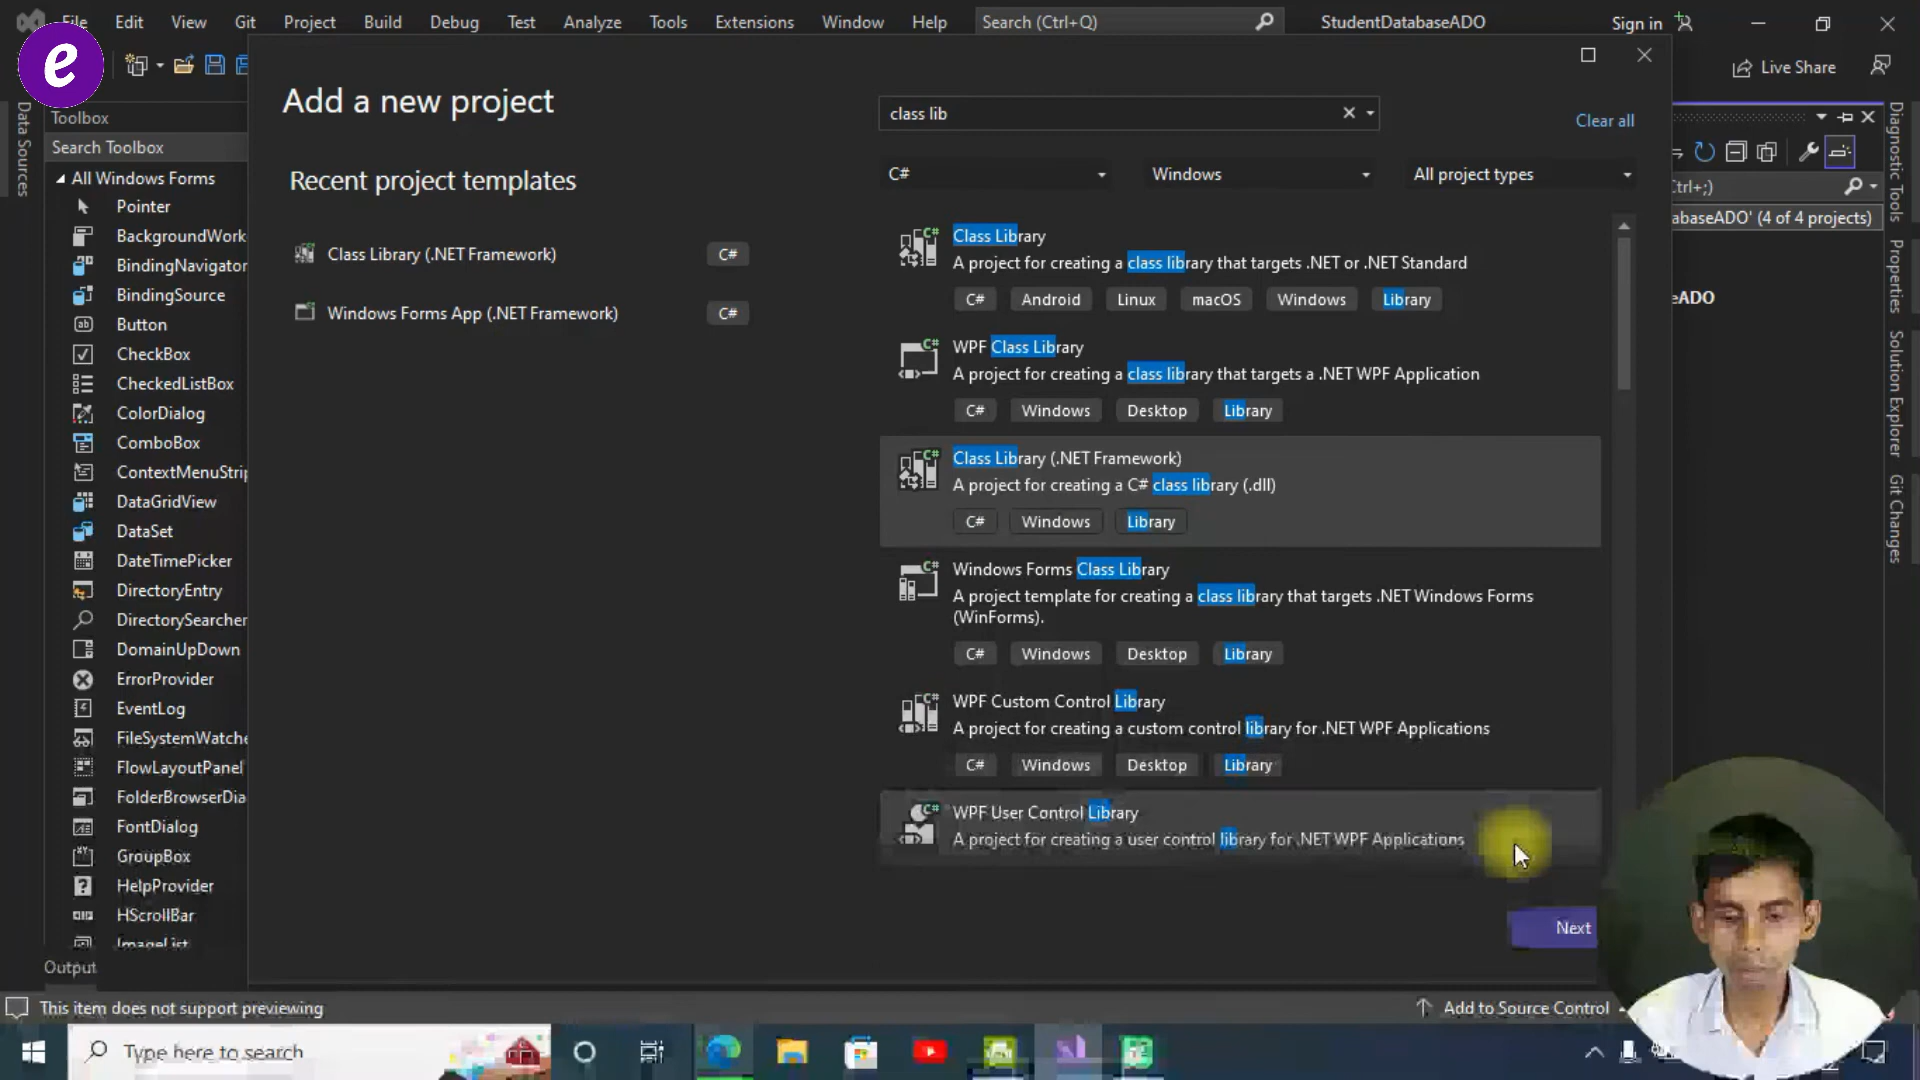 File Edit View Git Project Build Debug Test Analyze Tools Extensions Window Help Search (Ctrl+Q) StudentDatabaseADO Sign in
e
Live Share
Data Sources
Toolbox
Search Toolbox
All Windows Forms
Pointer
BackgroundWork
BindingNavigator
BindingSource
Button
CheckBox
CheckedListBox
ColorDialog
ComboBox
ContextMenuStrip
DataGridView
DataSet
DateTimePicker
DirectoryEntry
DirectorySearcher
DomainUpDown
ErrorProvider
EventLog
FileSystemWatche
FlowLayoutPanel
FolderBrowserDia
FontDialog
GroupBox
HelpProvider
HScrollBar
ImageList
Output
Add a new project
Recent project templates
Class Library (.NET Framework) C#
Windows Forms App (.NET Framework) C#
class lib
Clear all
C# Windows All project types
Class Library
A project for creating a class library that targets .NET or .NET Standard
C# Android Linux macOS Windows Library
WPF Class Library
A project for creating a class library that targets a .NET WPF Application
C# Windows Desktop Library
Class Library (.NET Framework)
A project for creating a C# class library (.dll)
C# Windows Library
Windows Forms Class Library
A project template for creating a class library that targets .NET Windows Forms
(WinForms).
C# Windows Desktop Library
WPF Custom Control Library
A project for creating a custom control library for .NET WPF Applications
C# Windows Desktop Library
WPF User Control Library
A project for creating a user control library for .NET WPF Applications
Next
Ctrl+;)
abaseADO' (4 of 4 projects)
eADO
Diagnostic Tools
Properties
Solution Explorer
Git Changes
This item does not support previewing
Add to Source Control
Type here to search